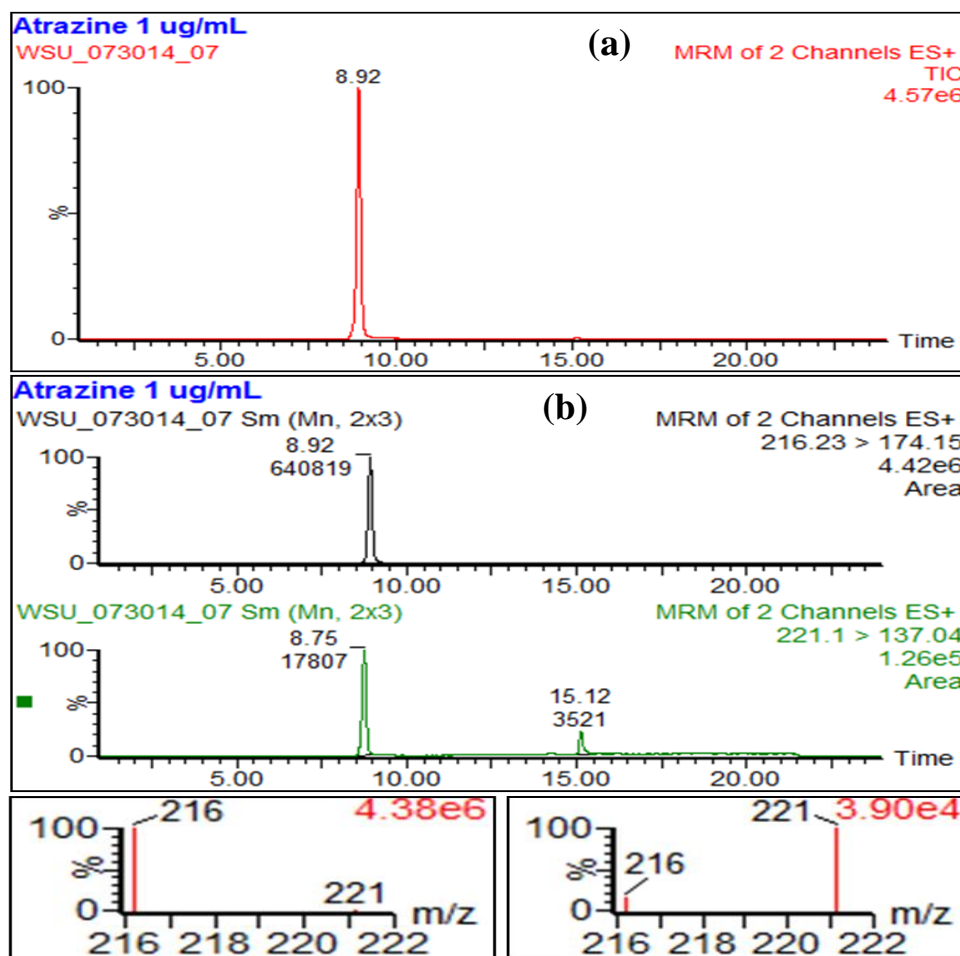 Atrazine 1 ug/mL
WSU_073014_07
(a)
MRM of 2 Channels ES+
TIC
4.57e6
8.92
100
%
0
5.00 10.00 15.00 20.00
Time
Atrazine 1 ug/mL
WSU_073014_07 Sm (Mn, 2x3)
(b)
MRM of 2 Channels ES+
216.23 > 174.15
4.42e6
Area
8.92
640819
100
%
0
5.00 10.00 15.00 20.00
WSU_073014_07 Sm (Mn, 2x3)
MRM of 2 Channels ES+
221.1 > 137.04
1.26e5
Area
8.75
17807
15.12
3521
100
%
0
5.00 10.00 15.00 20.00
Time
216
4.38e6
100
%
221
0
m/z
216 218 220 222
221
3.90e4
100
216
%
0
m/z
216 218 220 222